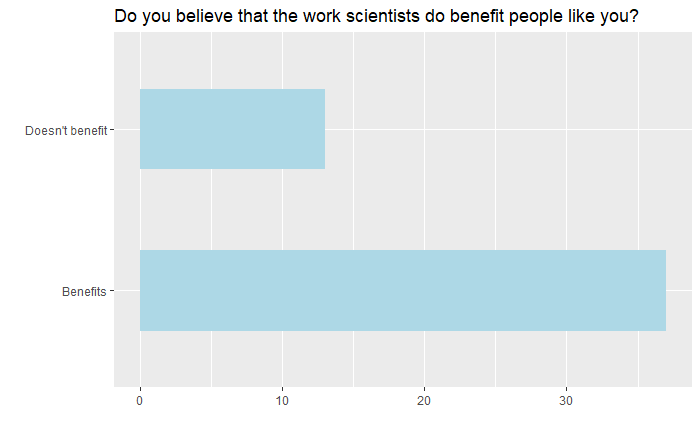 Do you believe that the work scientists do benefit people like you?
Doesn't benefit
Benefits
0
10
20
30